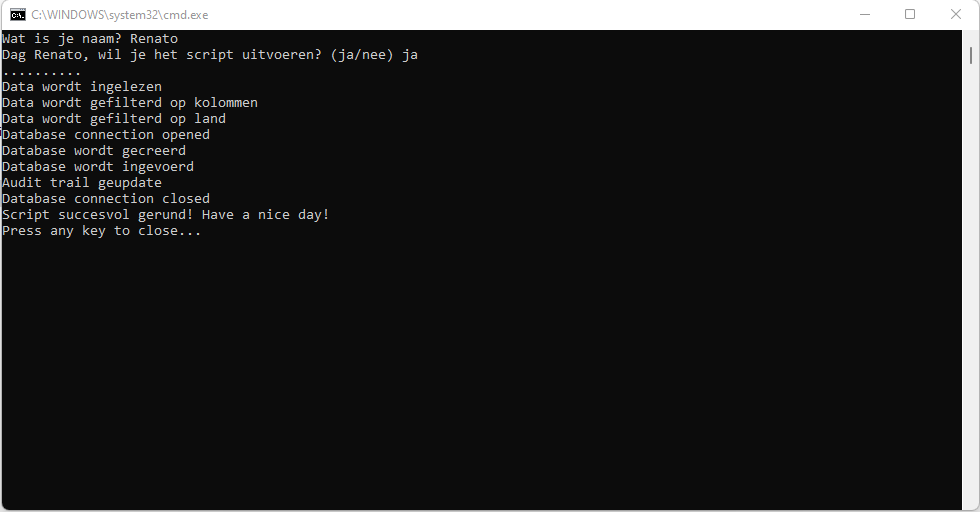 C:\WINDOWS\system32\cmd.exe
Wat is je naam? Renato
Dag Renato, wil je het script uitvoeren? (ja/nee) ja
..........
Data wordt ingelezen
Data wordt gefilterd op kolommen
Data wordt gefilterd op land
Database connection opened
Database wordt gecreerd
Database wordt ingevoerd
Audit trail geupdate
Database connection closed
Script succesvol gerund! Have a nice day!
Press any key to close...